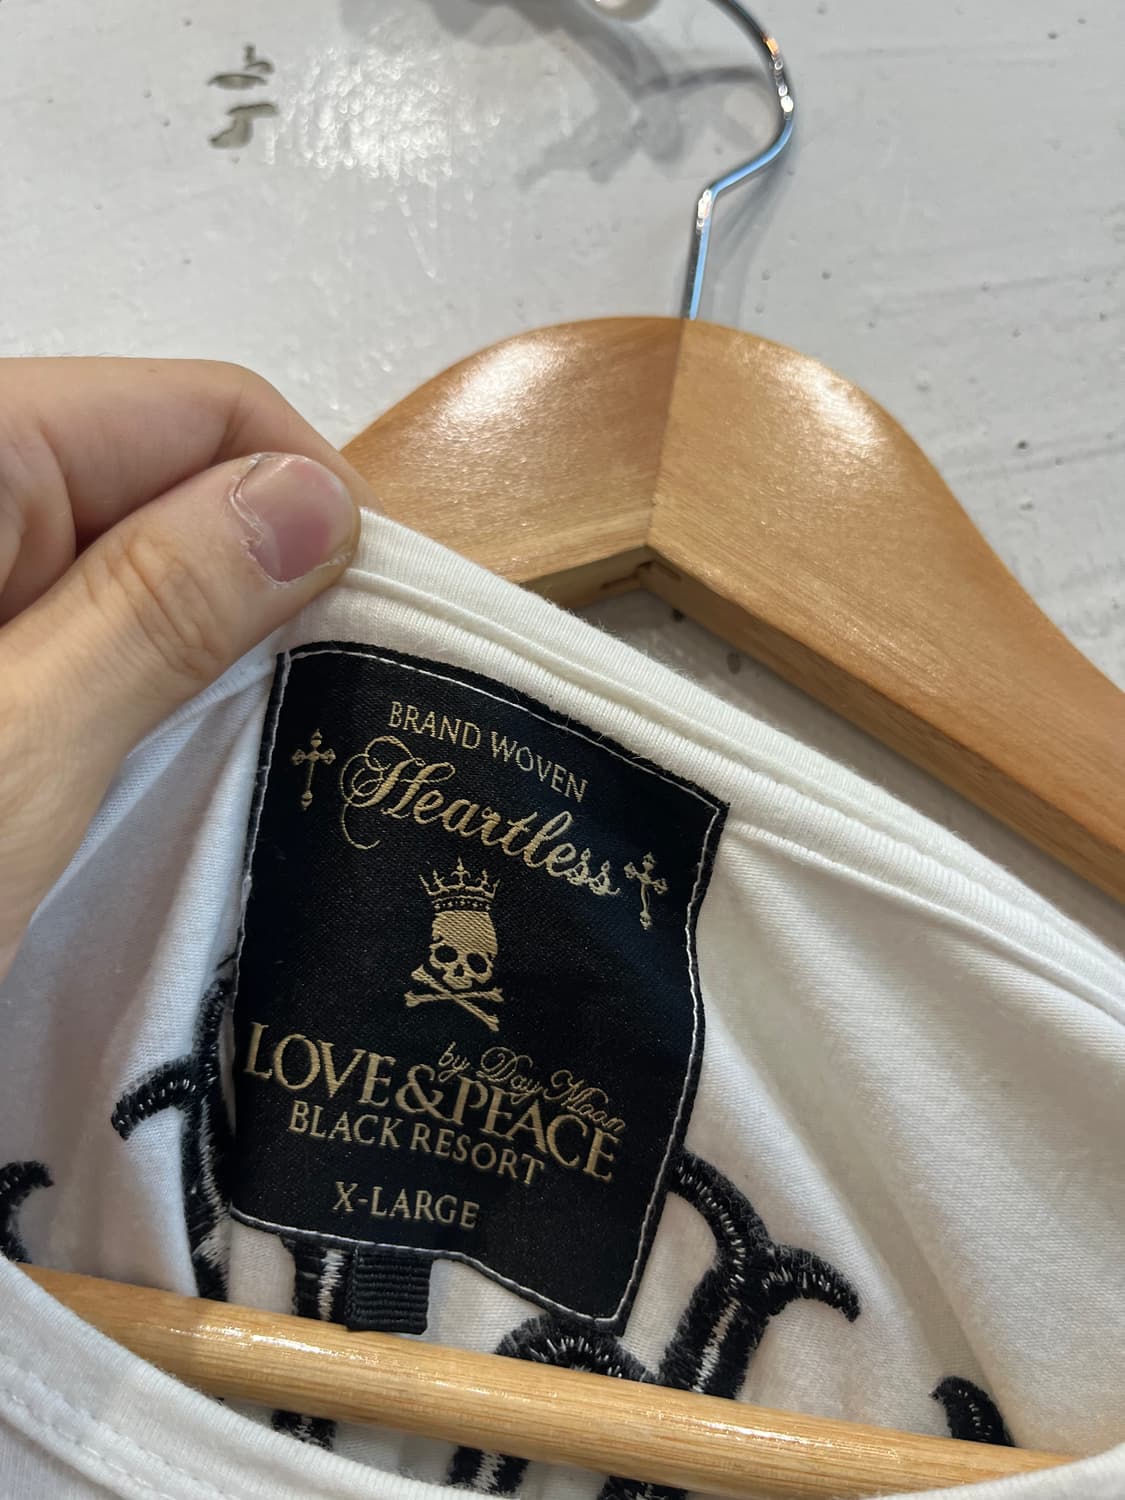 BRAND WOVEN
Heartless
by Day Moon
LOVE&PEACE
BLACK RESORT
X-LARGE